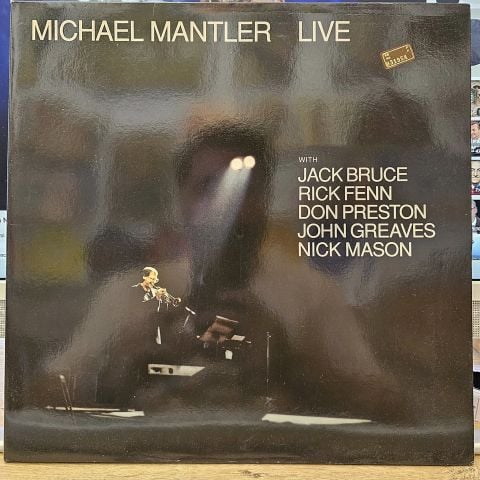 MICHAEL MANTLER LIVE
WITH
JACK BRUCE
RICK FENN
DON PRESTON
JOHN GREAVES
NICK MASON